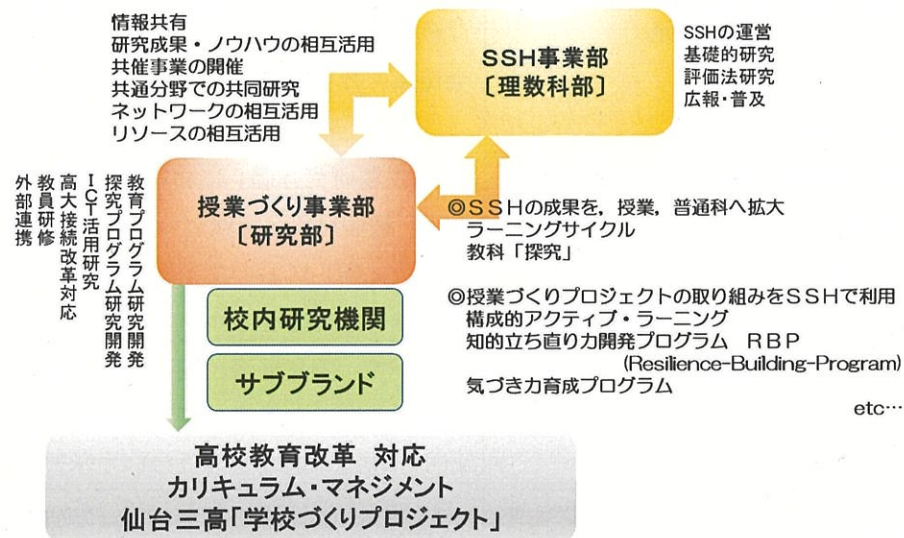 情報共有
研究成果・ノウハウの相互活用
共催事業の開催
共通分野での共同研究
ネットワークの相互活用
リソースの相互活用
SSH事業部
〔理数科部〕
SSHの運営
基礎的研究
評価法研究
広報・普及
授業づくり事業部
〔研究部〕
教育プログラム研究開発
探究プログラム研究開発
ICT活用研究
高大接続改革対応
教員研修
外部連携
◎SSHの成果を，授業，普通科へ拡大
ラーニングサイクル
教科「探究」
◎授業づくりプロジェクトの取り組みをSSHで利用
構成的アクティブ・ラーニング
知的立ち直り力開発プログラム　RBP
(Resilience-Building-Program)
気づき力育成プログラム
etc…
校内研究機関
サブブランド
高校教育改革 対応
カリキュラム・マネジメント
仙台三高「学校づくりプロジェクト」